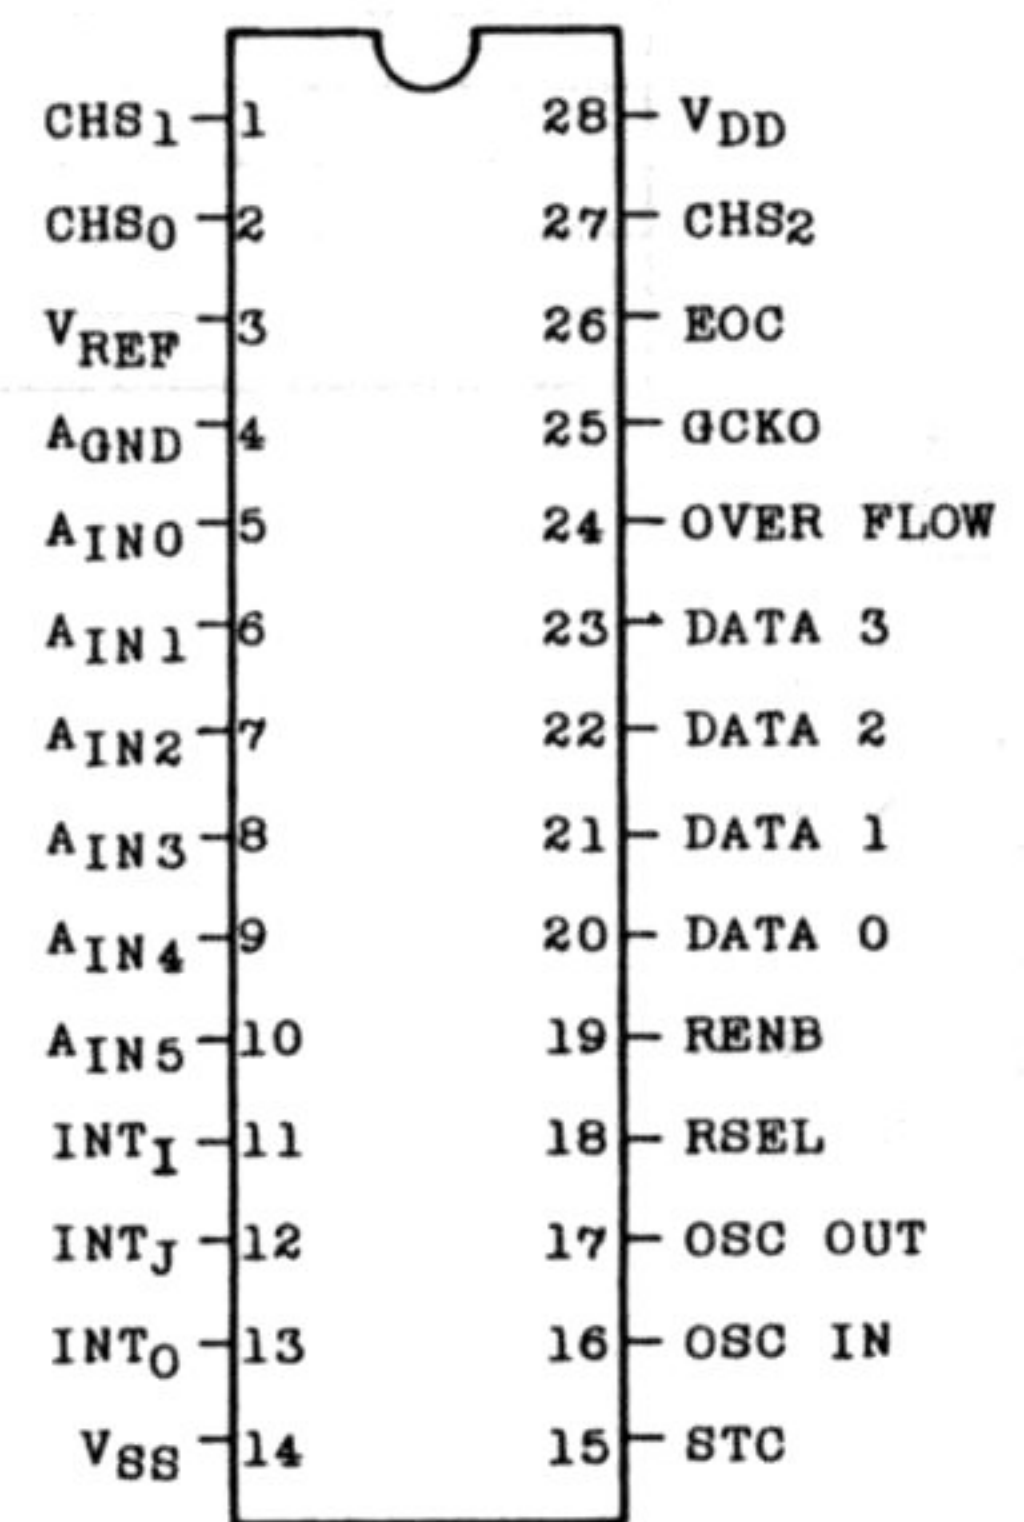 CHS1 1 28 VDD
CHS0 2 27 CHS2
VREF 3 26 EOC
AGND 4 25 GCKO
AIN0 5 24 OVER FLOW
AIN1 6 23 DATA 3
AIN2 7 22 DATA 2
AIN3 8 21 DATA 1
AIN4 9 20 DATA 0
AIN5 10 19 RENB
INTI 11 18 RSEL
INTJ 12 17 OSC OUT
INTO 13 16 OSC IN
VSS 14 15 STC